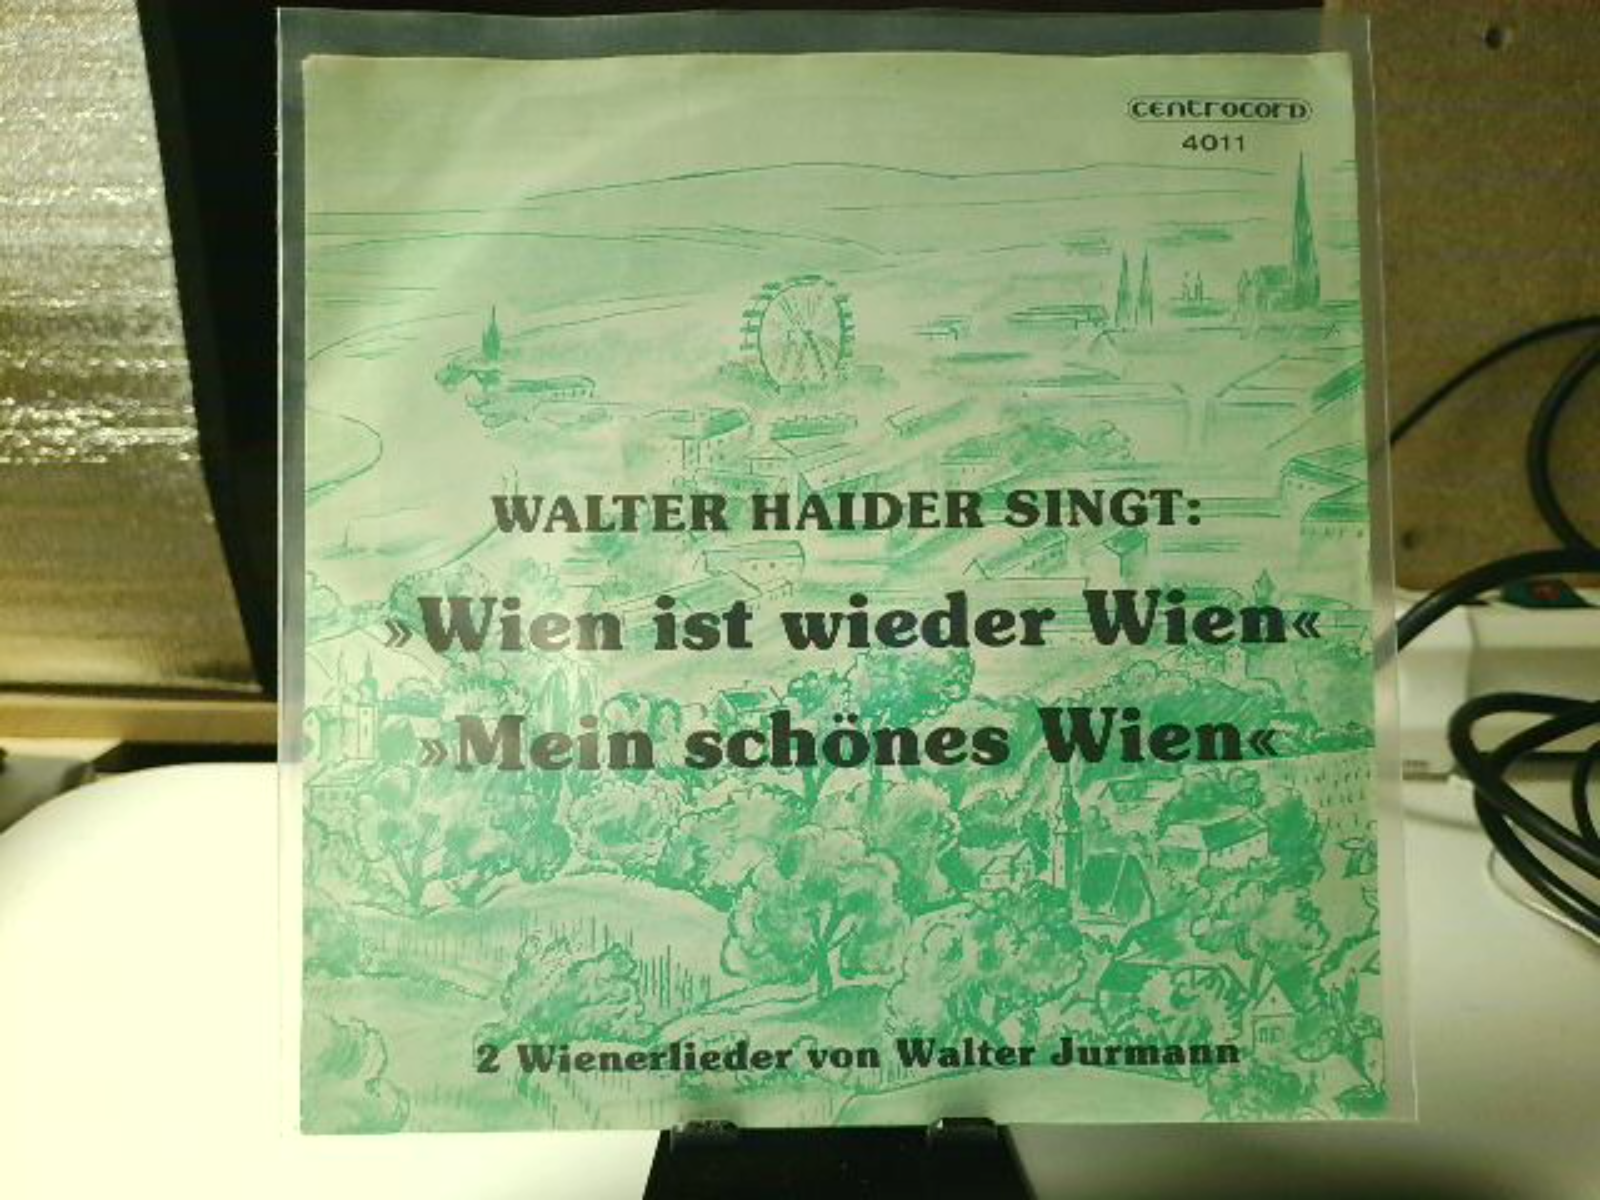 centrocord
4011
WALTER HAIDER SINGT:
»Wien ist wieder Wien«
»Mein schönes Wien«
2 Wienerlieder von Walter Jurmann